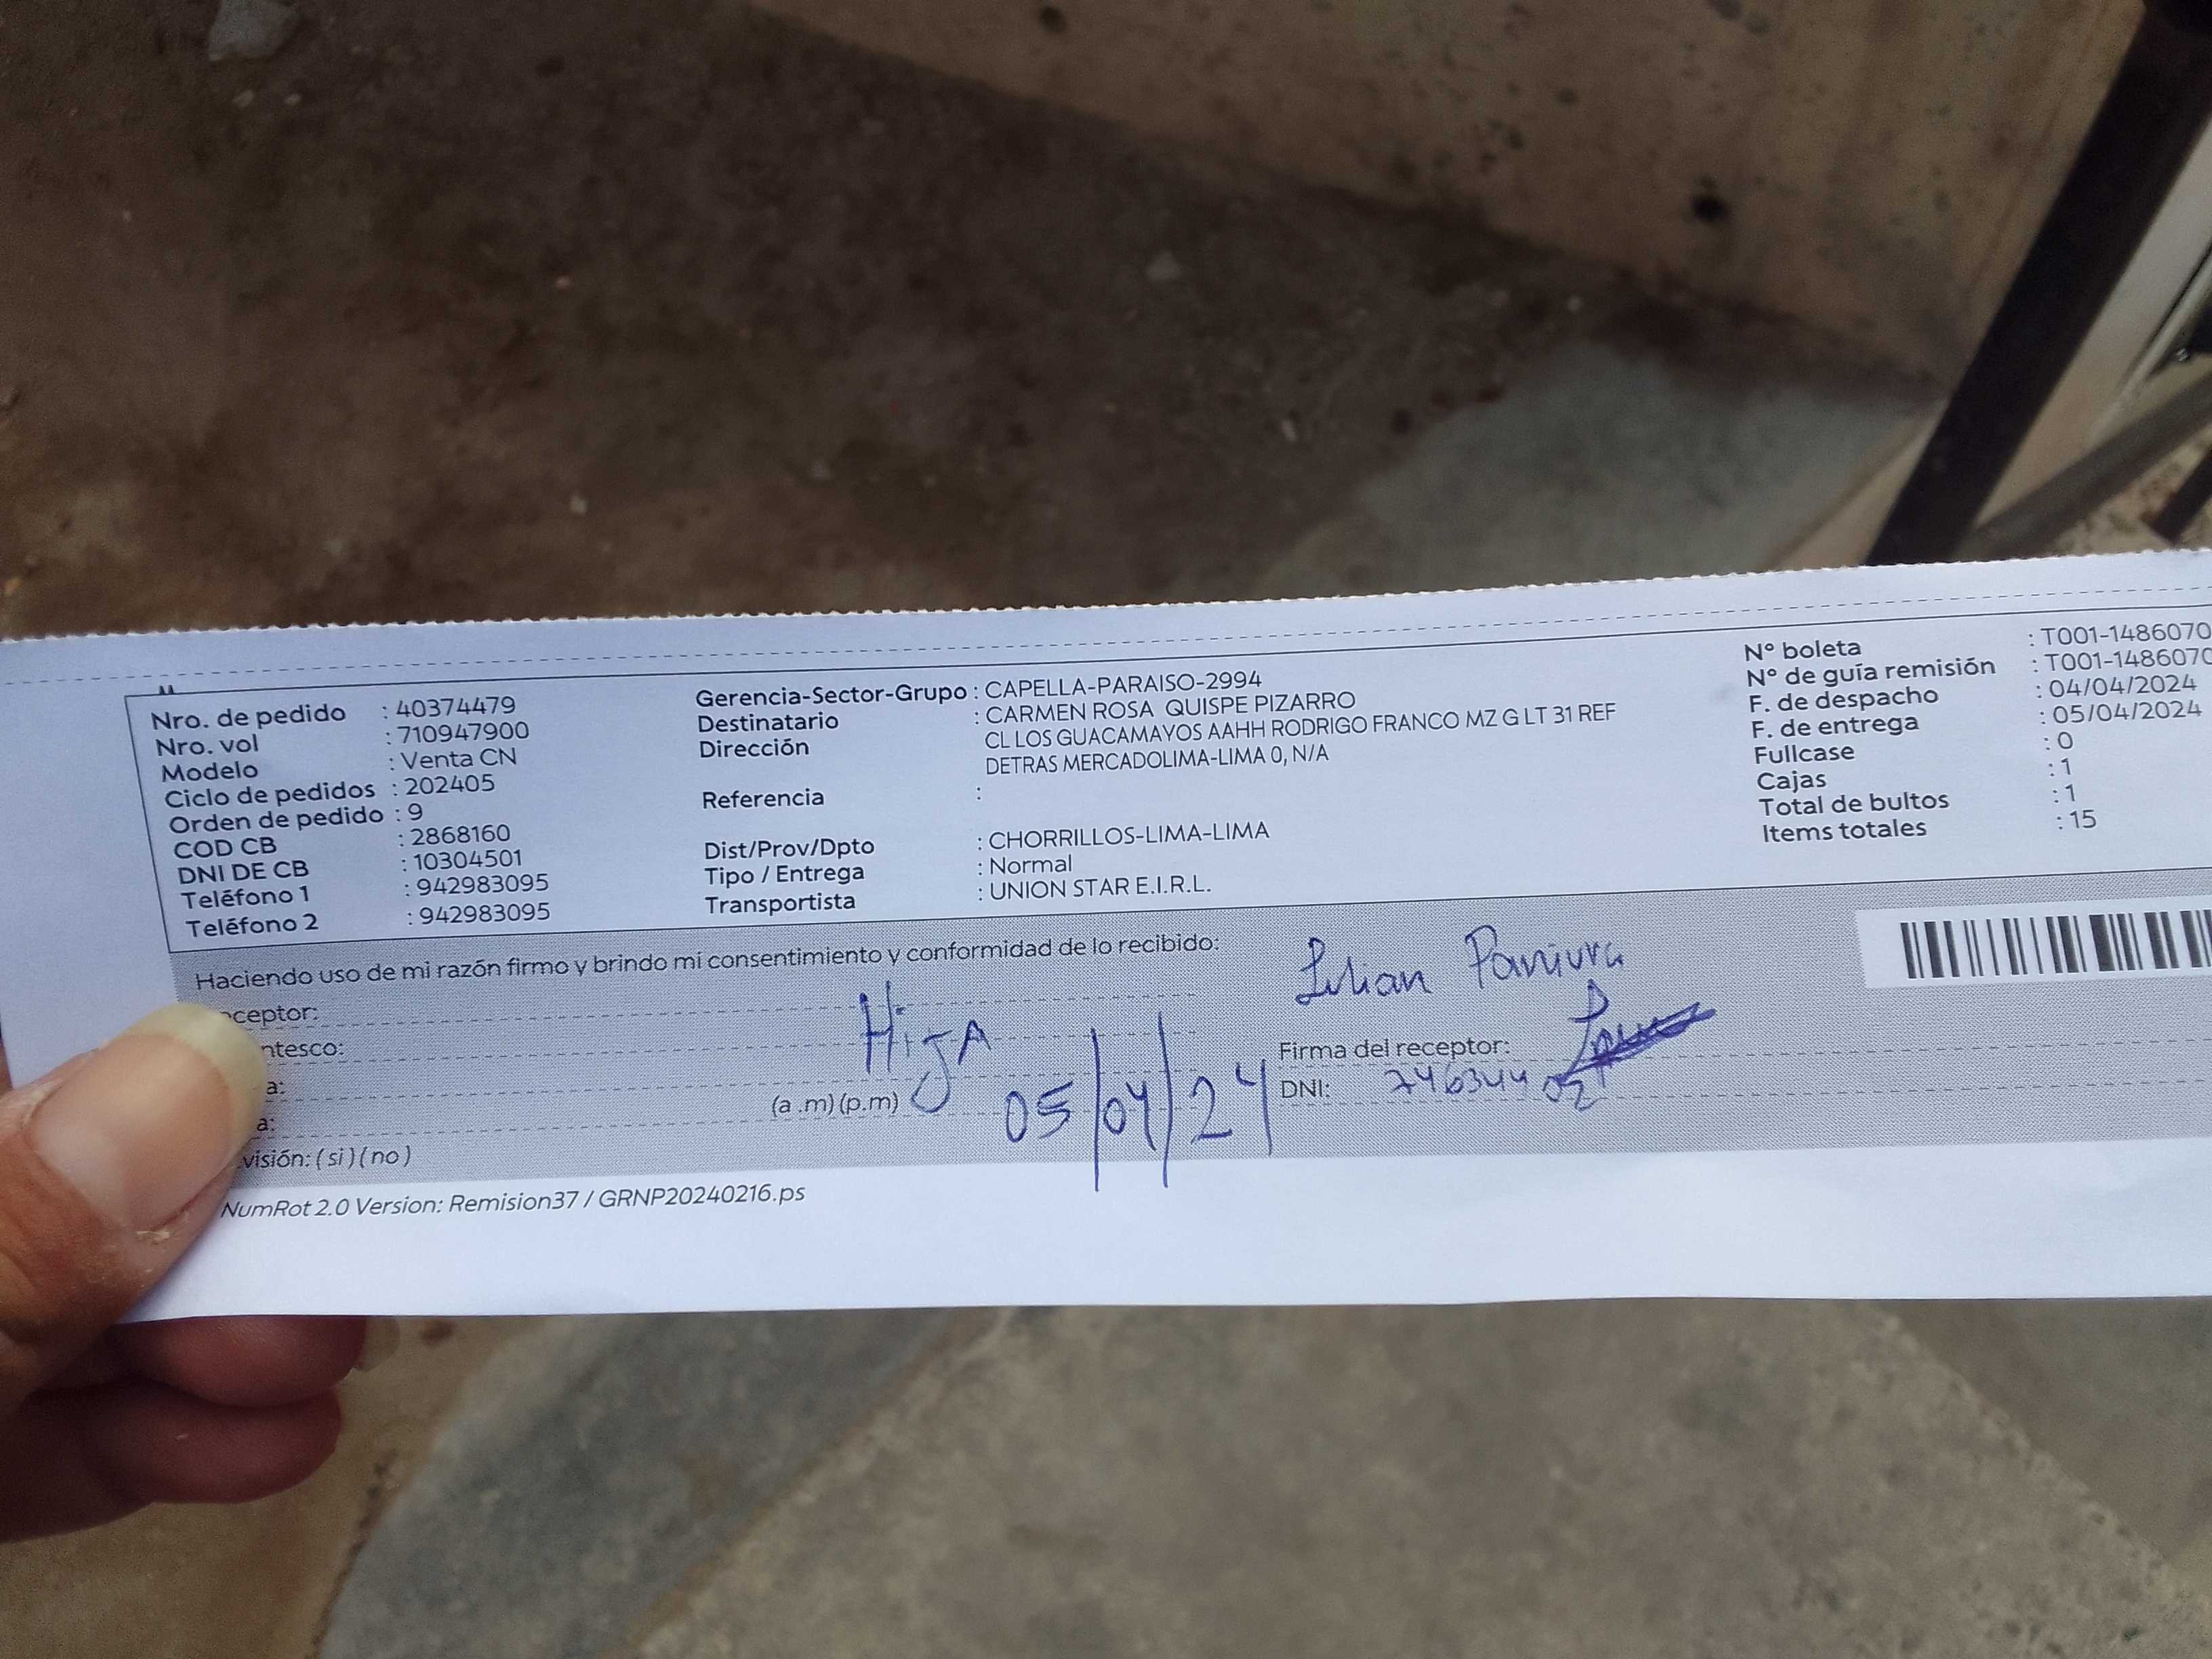 Nro. de pedido : 40374479
Nro. vol : 710947900
Modelo : Venta CN
Ciclo de pedidos : 202405
Orden de pedido : 9
COD CB : 2868160
DNI DE CB : 10304501
Teléfono 1 : 942983095
Teléfono 2 : 942983095
Gerencia-Sector-Grupo : CAPELLA-PARAISO-2994
Destinatario : CARMEN ROSA QUISPE PIZARRO
Dirección CL LOS GUACAMAYOS AAHH RODRIGO FRANCO MZ G LT 31 REF
DETRAS MERCADOLIMA-LIMA 0, N/A
Referencia :
Dist/Prov/Dpto : CHORRILLOS-LIMA-LIMA
Tipo / Entrega : Normal
Transportista : UNION STAR E.I.R.L.
N° boleta : T001-1486070
N° de guía remisión : T001-1486070
F. de despacho : 04/04/2024
F. de entrega : 05/04/2024
Fullcase : 0
Cajas : 1
Total de bultos : 1
Items totales : 15
Haciendo uso de mi razón firmo y brindo mi consentimiento y conformidad de lo recibido:
ceptor:
ntesco: HiJA
a:
a: (a .m) (p.m) 05/04/24
visión: ( si ) ( no )
Firma del receptor:
DNI: 74634402
NumRot 2.0 Version: Remision37 / GRNP20240216.ps